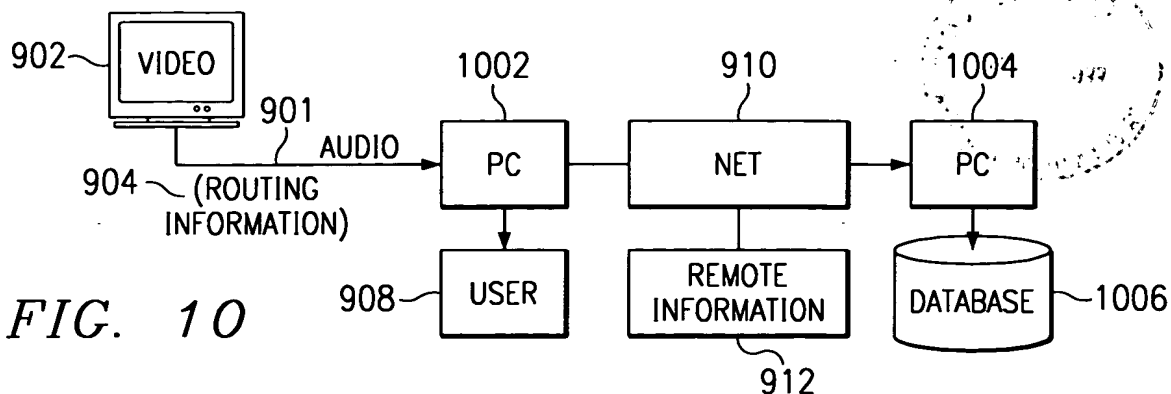 902
VIDEO
901
AUDIO
904
(ROUTING
INFORMATION)
1002
PC
908
USER
910
NET
REMOTE
INFORMATION
912
1004
PC
DATABASE
1006
FIG. 10